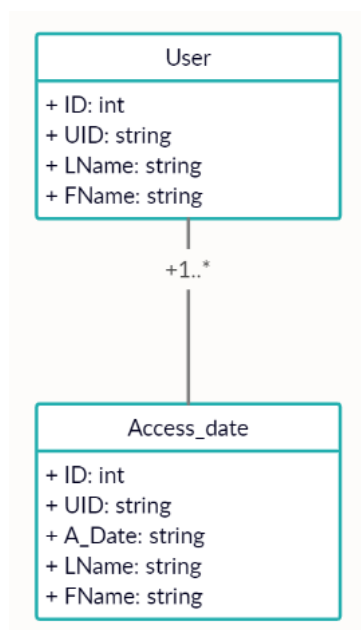 User
+ ID: int
+ UID: string
+ LName: string
+ FName: string
+1..*
Access_date
+ ID: int
+ UID: string
+ A_Date: string
+ LName: string
+ FName: string